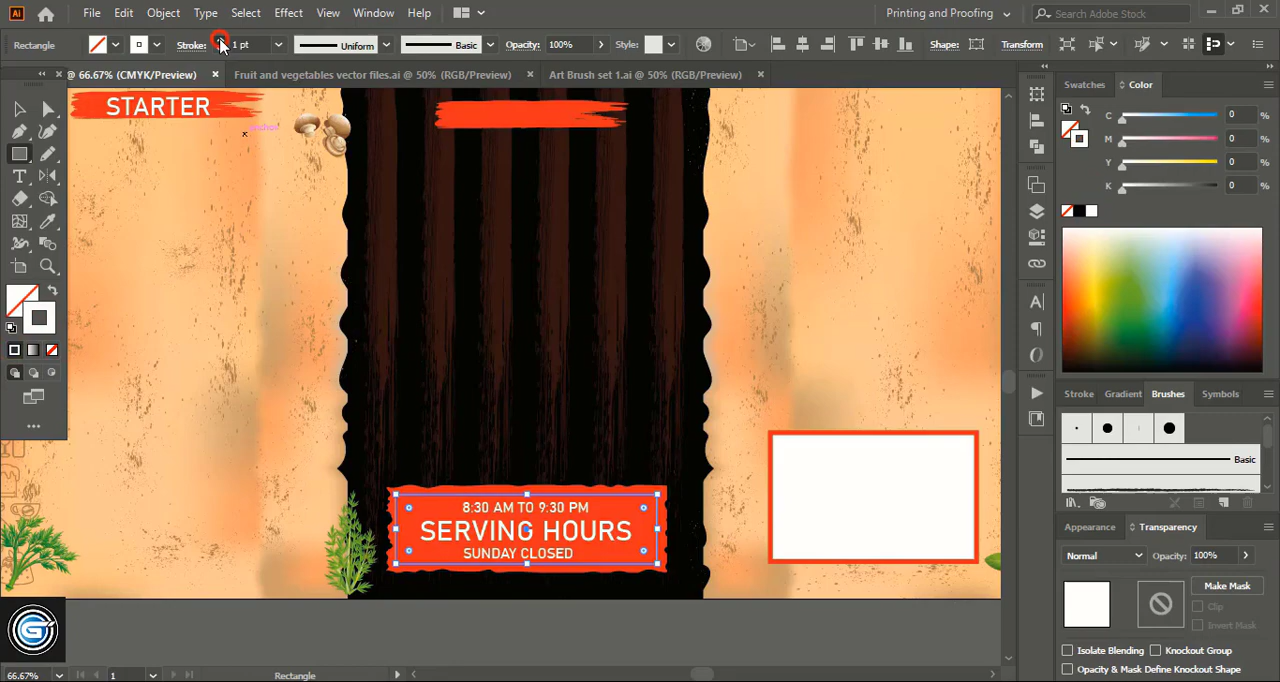 Ai File Edit Object Type Select Effect View Window Help Printing and Proofing Search Adobe Stock
Rectangle Stroke: 1 pt Uniform Basic Opacity: 100% Style: Shape: Transform
@ 66.67% (CMYK/Preview) × Fruit and vegetables vector files.ai @ 50% (RGB/Preview) × Art Brush set 1.ai @ 50% (RGB/Preview) ×
Swatches Color
STARTER
anchor
C 0 %
M 0 %
Y 0 %
K 0 %
Stroke Gradient Brushes Symbols
Basic
8:30 AM TO 9:30 PM
SERVING HOURS
SUNDAY CLOSED
Appearance Transparency
Normal Opacity: 100%
Make Mask
Clip
Invert Mask
Isolate Blending Knockout Group
Opacity & Mask Define Knockout Shape
66.67% 1 Rectangle